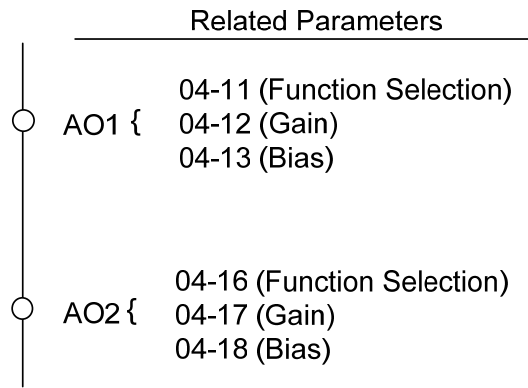 Related Parameters
04-11 (Function Selection)
AO1 { 04-12 (Gain)
04-13 (Bias)
04-16 (Function Selection)
AO2 { 04-17 (Gain)
04-18 (Bias)